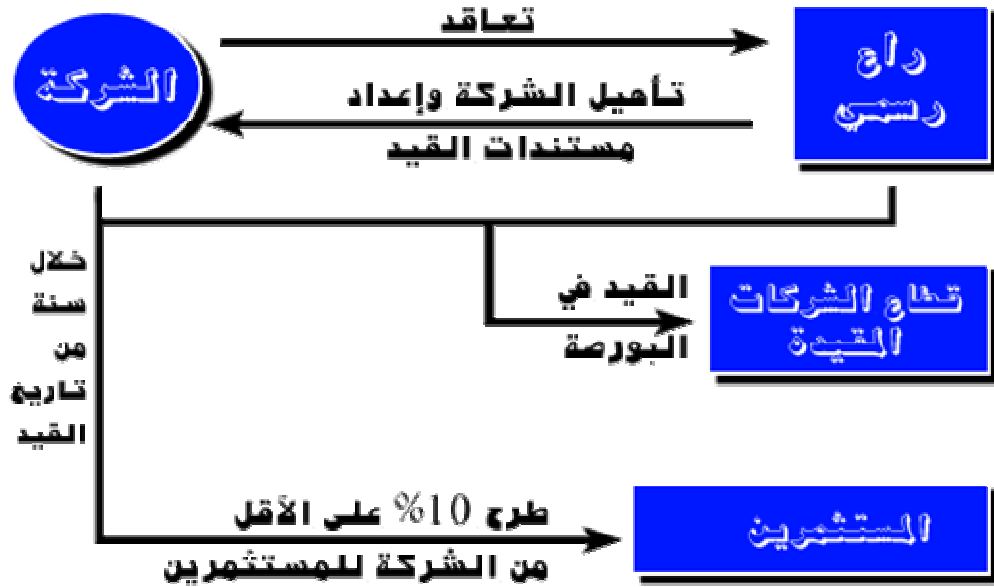 تعاقد
راع
رسمي
الشركة
تأهيل الشركة وإعداد
مستندات القيد
خلال
سنة
من
تاريخ
القيد
القيد في
البورصة
قطاع الشركات
المقيدة
طرح 10% على الأقل
من الشركة للمستثمرين
المستثمرين